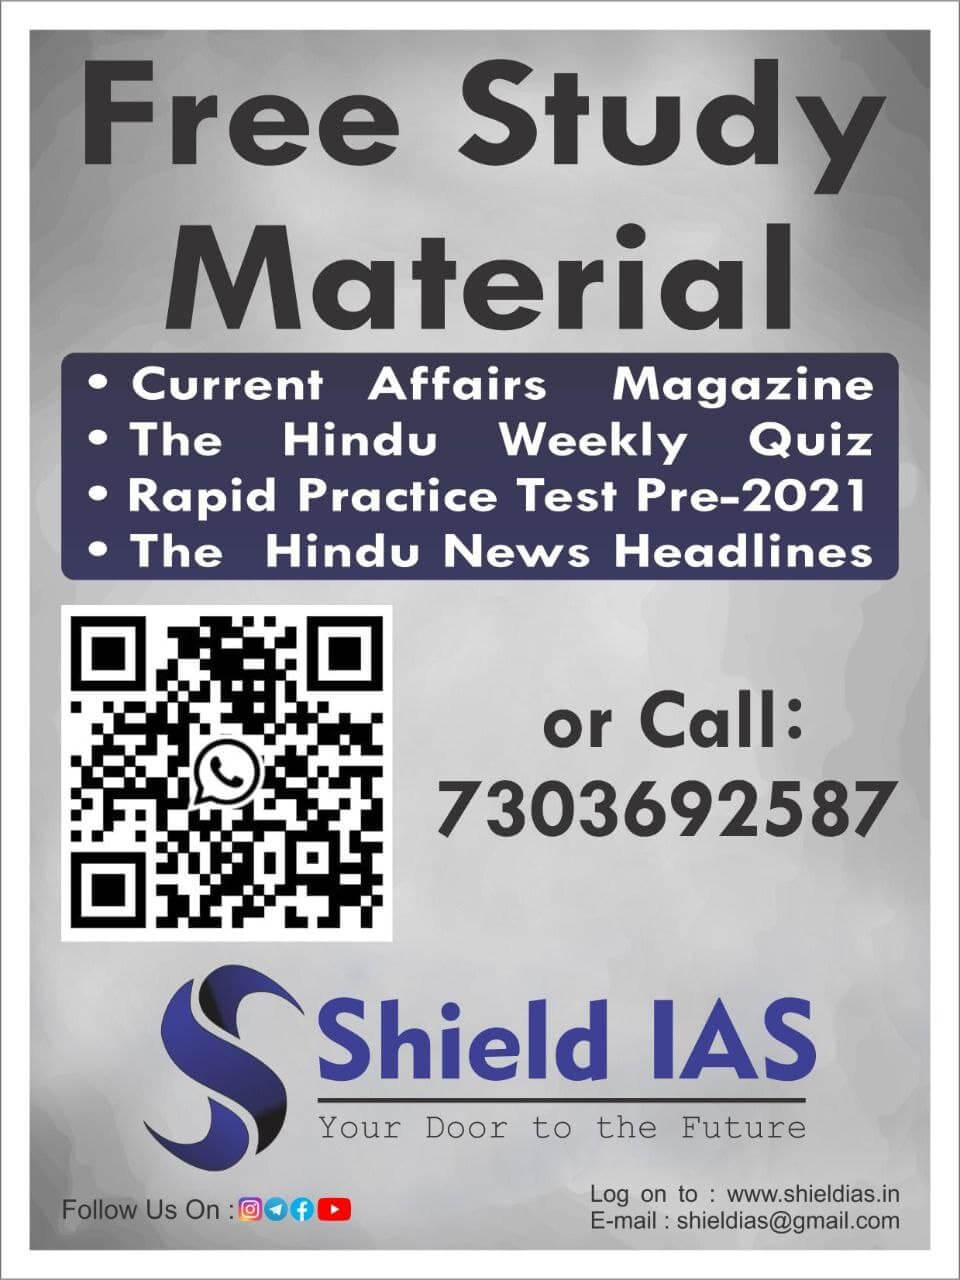 Free Study
Material
• Current Affairs Magazine
• The Hindu Weekly Quiz
• Rapid Practice Test Pre-2021
• The Hindu News Headlines
or Call:
7303692587
Shield IAS
Your Door to the Future
Follow Us On :
Log on to : www.shieldias.in
E-mail : shieldias@gmail.com